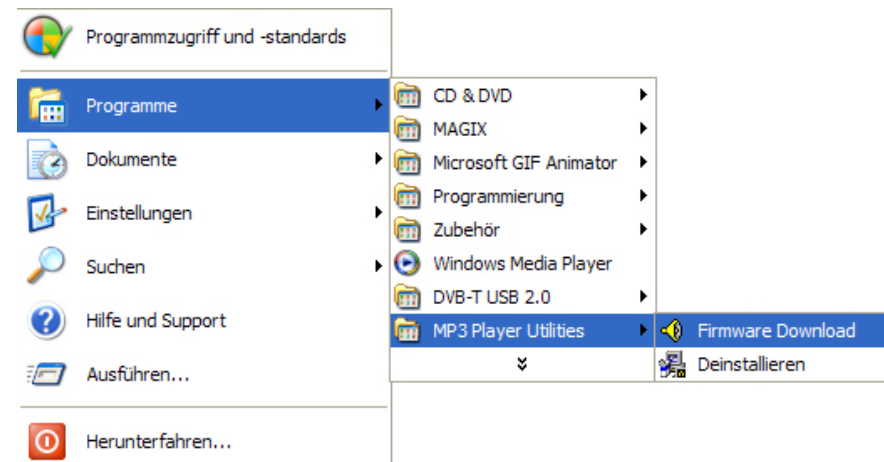 Programmzugriff und -standards
Programme
Dokumente
Einstellungen
Suchen
Hilfe und Support
Ausführen...
Herunterfahren...
CD & DVD
MAGIX
Microsoft GIF Animator
Programmierung
Zubehör
Windows Media Player
DVB-T USB 2.0
MP3 Player Utilities
Firmware Download
Deinstallieren